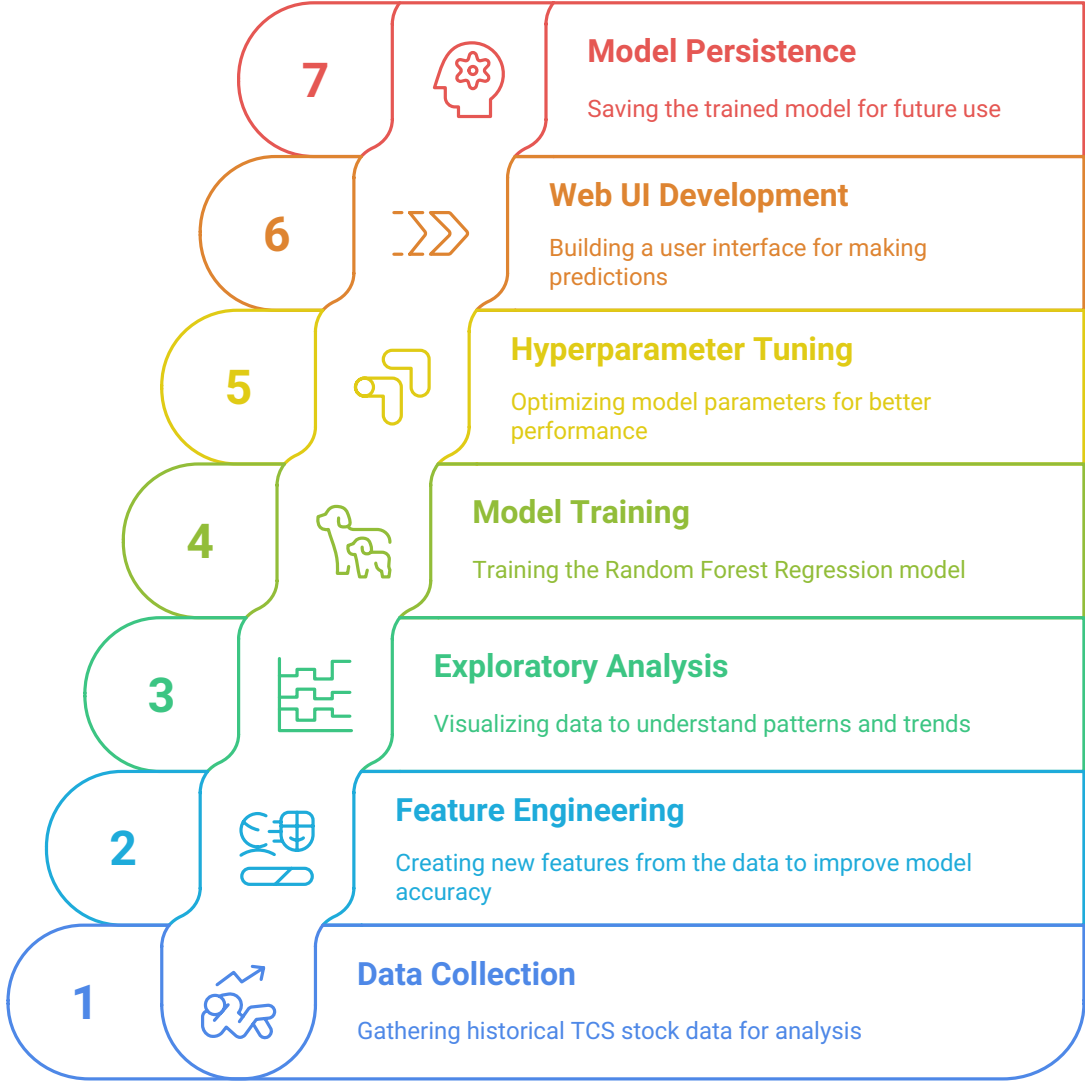 7
Model Persistence
Saving the trained model for future use
6
Web UI Development
Building a user interface for making
predictions
5
Hyperparameter Tuning
Optimizing model parameters for better
performance
4
Model Training
Training the Random Forest Regression model
3
Exploratory Analysis
Visualizing data to understand patterns and trends
2
Feature Engineering
Creating new features from the data to improve model
accuracy
1
Data Collection
Gathering historical TCS stock data for analysis